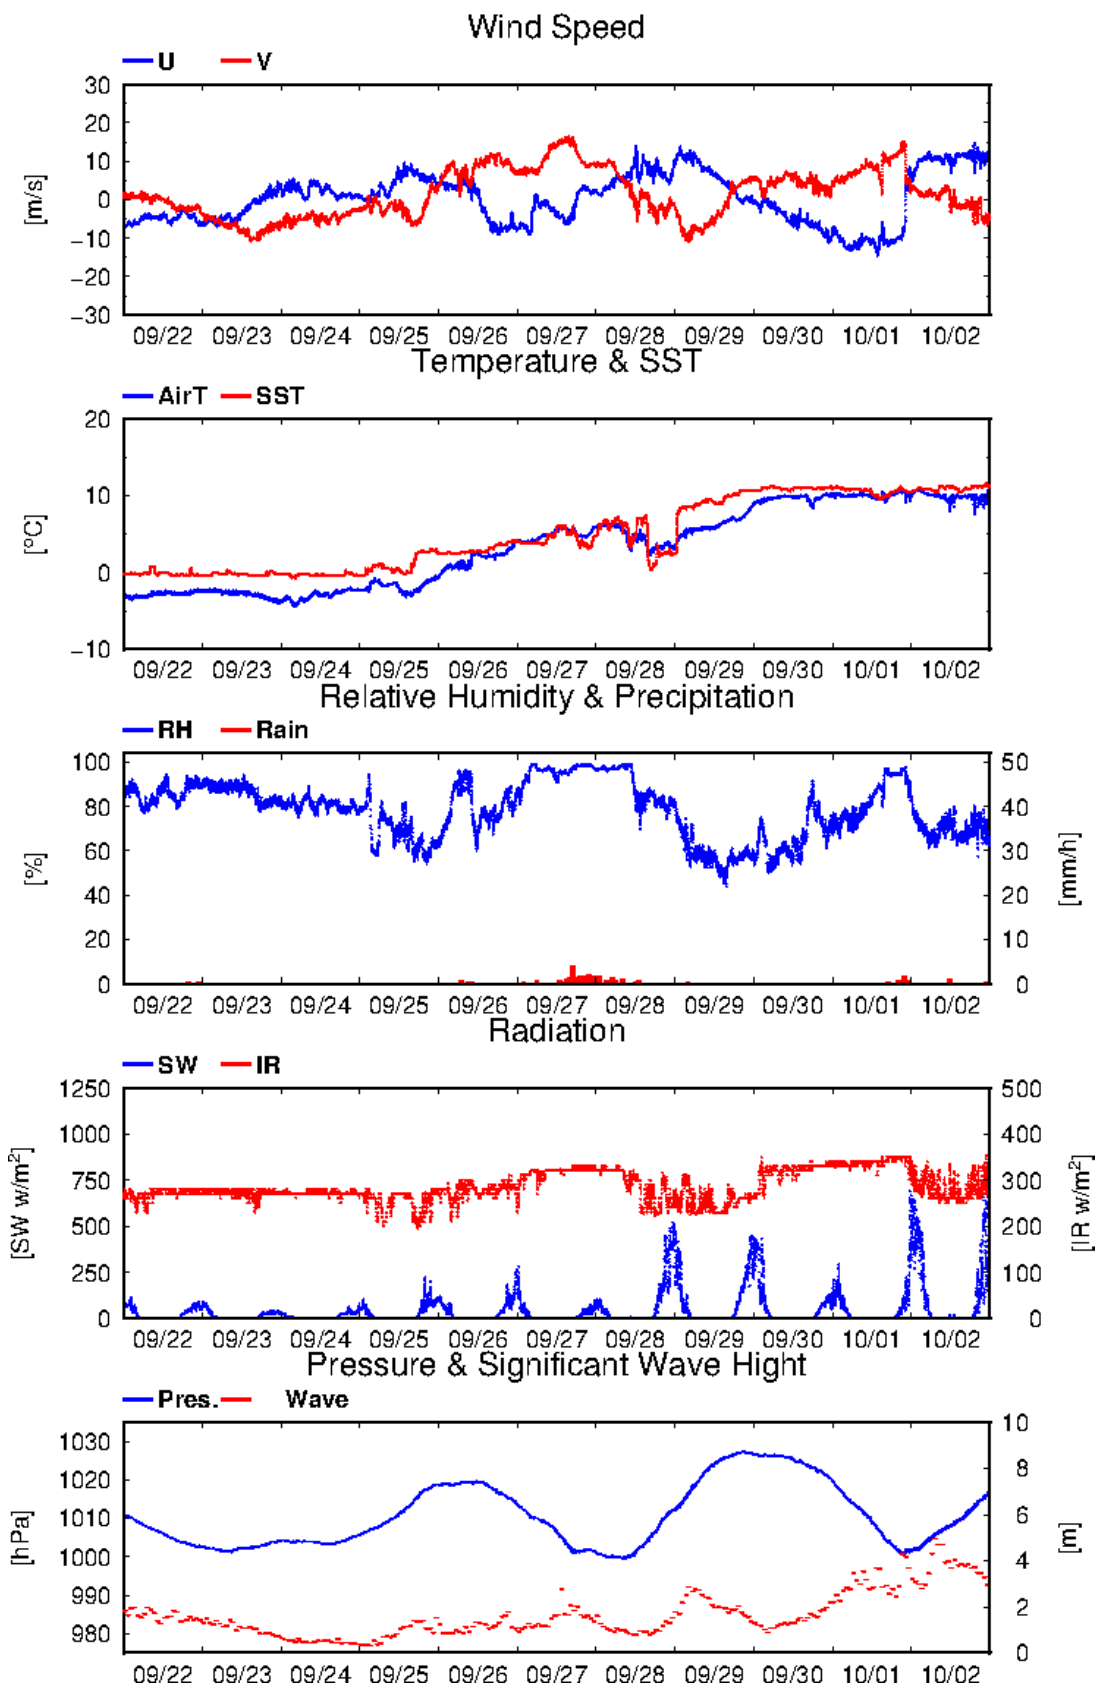 Wind Speed
U V
30
20
10
0
−10
−20
−30
[m/s]
09/22 09/23 09/24 09/25 09/26 09/27 09/28 09/29 09/30 10/01 10/02
Temperature & SST
AirT SST
20
10
0
−10
[°C]
09/22 09/23 09/24 09/25 09/26 09/27 09/28 09/29 09/30 10/01 10/02
Relative Humidity & Precipitation
RH Rain
100 50
80 40
60 30
40 20
20 10
0 0
[%] [mm/h]
09/22 09/23 09/24 09/25 09/26 09/27 09/28 09/29 09/30 10/01 10/02
Radiation
SW IR
1250 500
1000 400
750 300
500 200
250 100
0 0
[SW w/m²] [IR w/m²]
09/22 09/23 09/24 09/25 09/26 09/27 09/28 09/29 09/30 10/01 10/02
Pressure & Significant Wave Hight
Pres. Wave
1030
1020
1010
1000
990
980
[hPa]
10
8
6
4
2
0
[m]
09/22 09/23 09/24 09/25 09/26 09/27 09/28 09/29 09/30 10/01 10/02